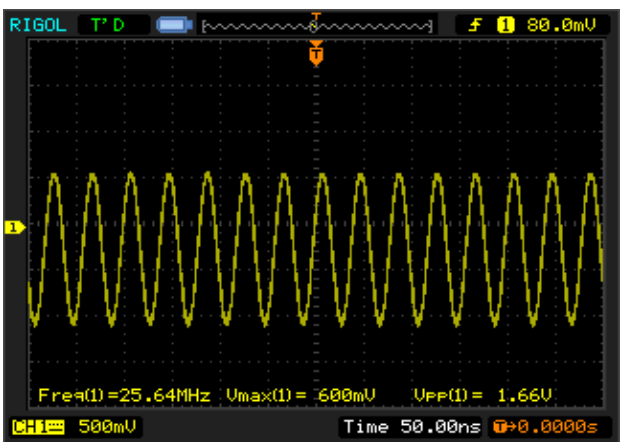 RIGOL T'D T f 1 80.0mV
T
1
Freq(1)=25.64MHz Vmax(1)= 600mV Vpp(1)= 1.66V
CH1 500mV Time 50.00ns T→0.0000s